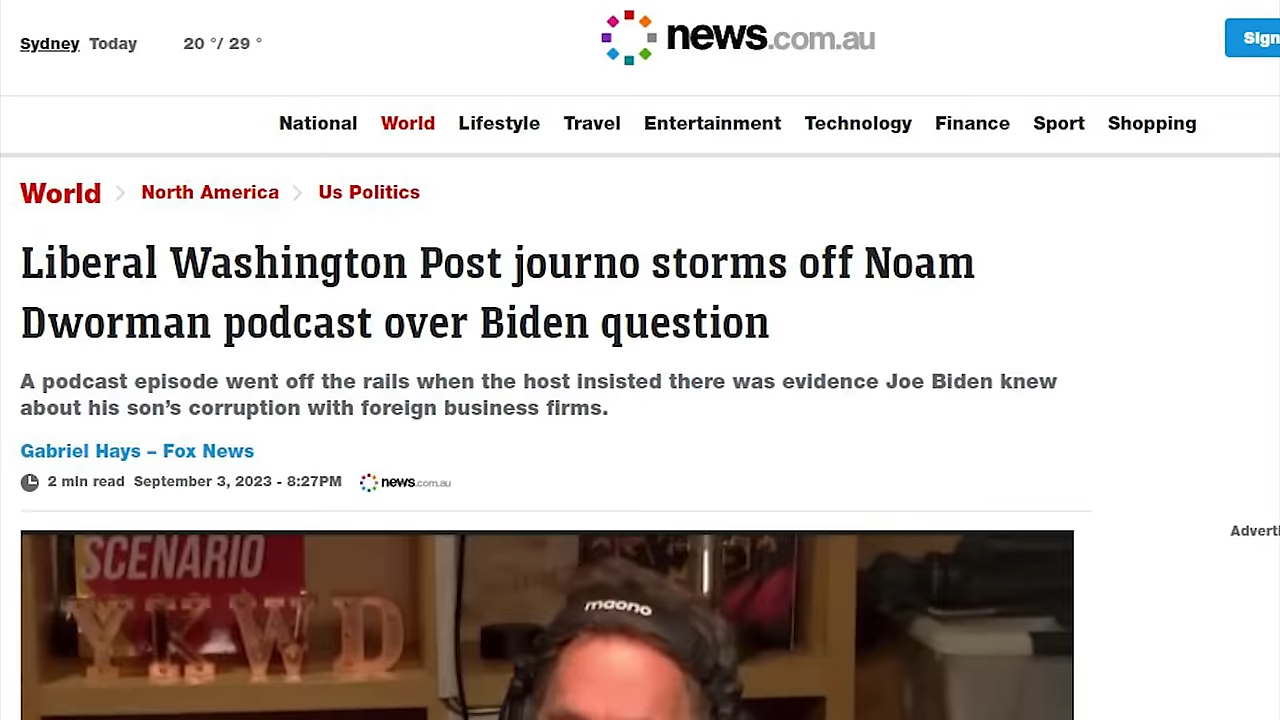 Sydney Today 20 °/ 29 °
news.com.au
Sign
National World Lifestyle Travel Entertainment Technology Finance Sport Shopping
World North America Us Politics
Liberal Washington Post journo storms off Noam
Dworman podcast over Biden question
A podcast episode went off the rails when the host insisted there was evidence Joe Biden knew
about his son’s corruption with foreign business firms.
Gabriel Hays – Fox News
2 min read September 3, 2023 - 8:27PM news.com.au
Adverti
SCENARIO
YKWD
maono